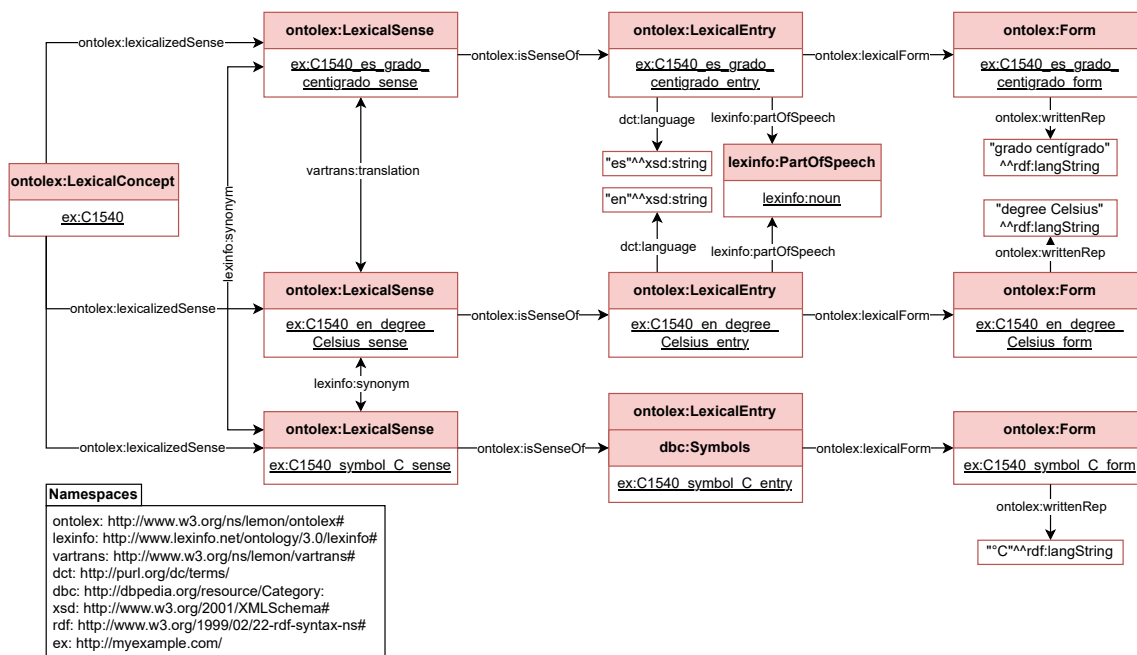 ontolex:LexicalSense
ex:C1540_es_grado_
centigrado_sense
ontolex:LexicalEntry
ex:C1540_es_grado_
centigrado_entry
ontolex:Form
ex:C1540_es_grado_
centigrado_form
ontolex:lexicalizedSense
ontolex:isSenseOf
ontolex:lexicalForm
dct:language
lexinfo:partOfSpeech
ontolex:writtenRep
"es"^^xsd:string
lexinfo:PartOfSpeech
lexinfo:noun
"grado centígrado"
^^rdf:langString
ontolex:LexicalConcept
ex:C1540
vartrans:translation
lexinfo:synonym
"en"^^xsd:string
"degree Celsius"
^^rdf:langString
dct:language
lexinfo:partOfSpeech
ontolex:writtenRep
ontolex:lexicalizedSense
ontolex:LexicalSense
ex:C1540_en_degree_
Celsius_sense
ontolex:isSenseOf
ontolex:LexicalEntry
ex:C1540_en_degree_
Celsius_entry
ontolex:lexicalForm
ontolex:Form
ex:C1540_en_degree_
Celsius_form
lexinfo:synonym
ontolex:lexicalizedSense
ontolex:LexicalSense
ex:C1540_symbol_C_sense
ontolex:isSenseOf
ontolex:LexicalEntry
dbc:Symbols
ex:C1540_symbol_C_entry
ontolex:lexicalForm
ontolex:Form
ex:C1540_symbol_C_form
ontolex:writtenRep
"°C"^^rdf:langString
Namespaces
ontolex: http://www.w3.org/ns/lemon/ontolex#
lexinfo: http://www.lexinfo.net/ontology/3.0/lexinfo#
vartrans: http://www.w3.org/ns/lemon/vartrans#
dct: http://purl.org/dc/terms/
dbc: http://dbpedia.org/resource/Category:
xsd: http://www.w3.org/2001/XMLSchema#
rdf: http://www.w3.org/1999/02/22-rdf-syntax-ns#
ex: http://myexample.com/